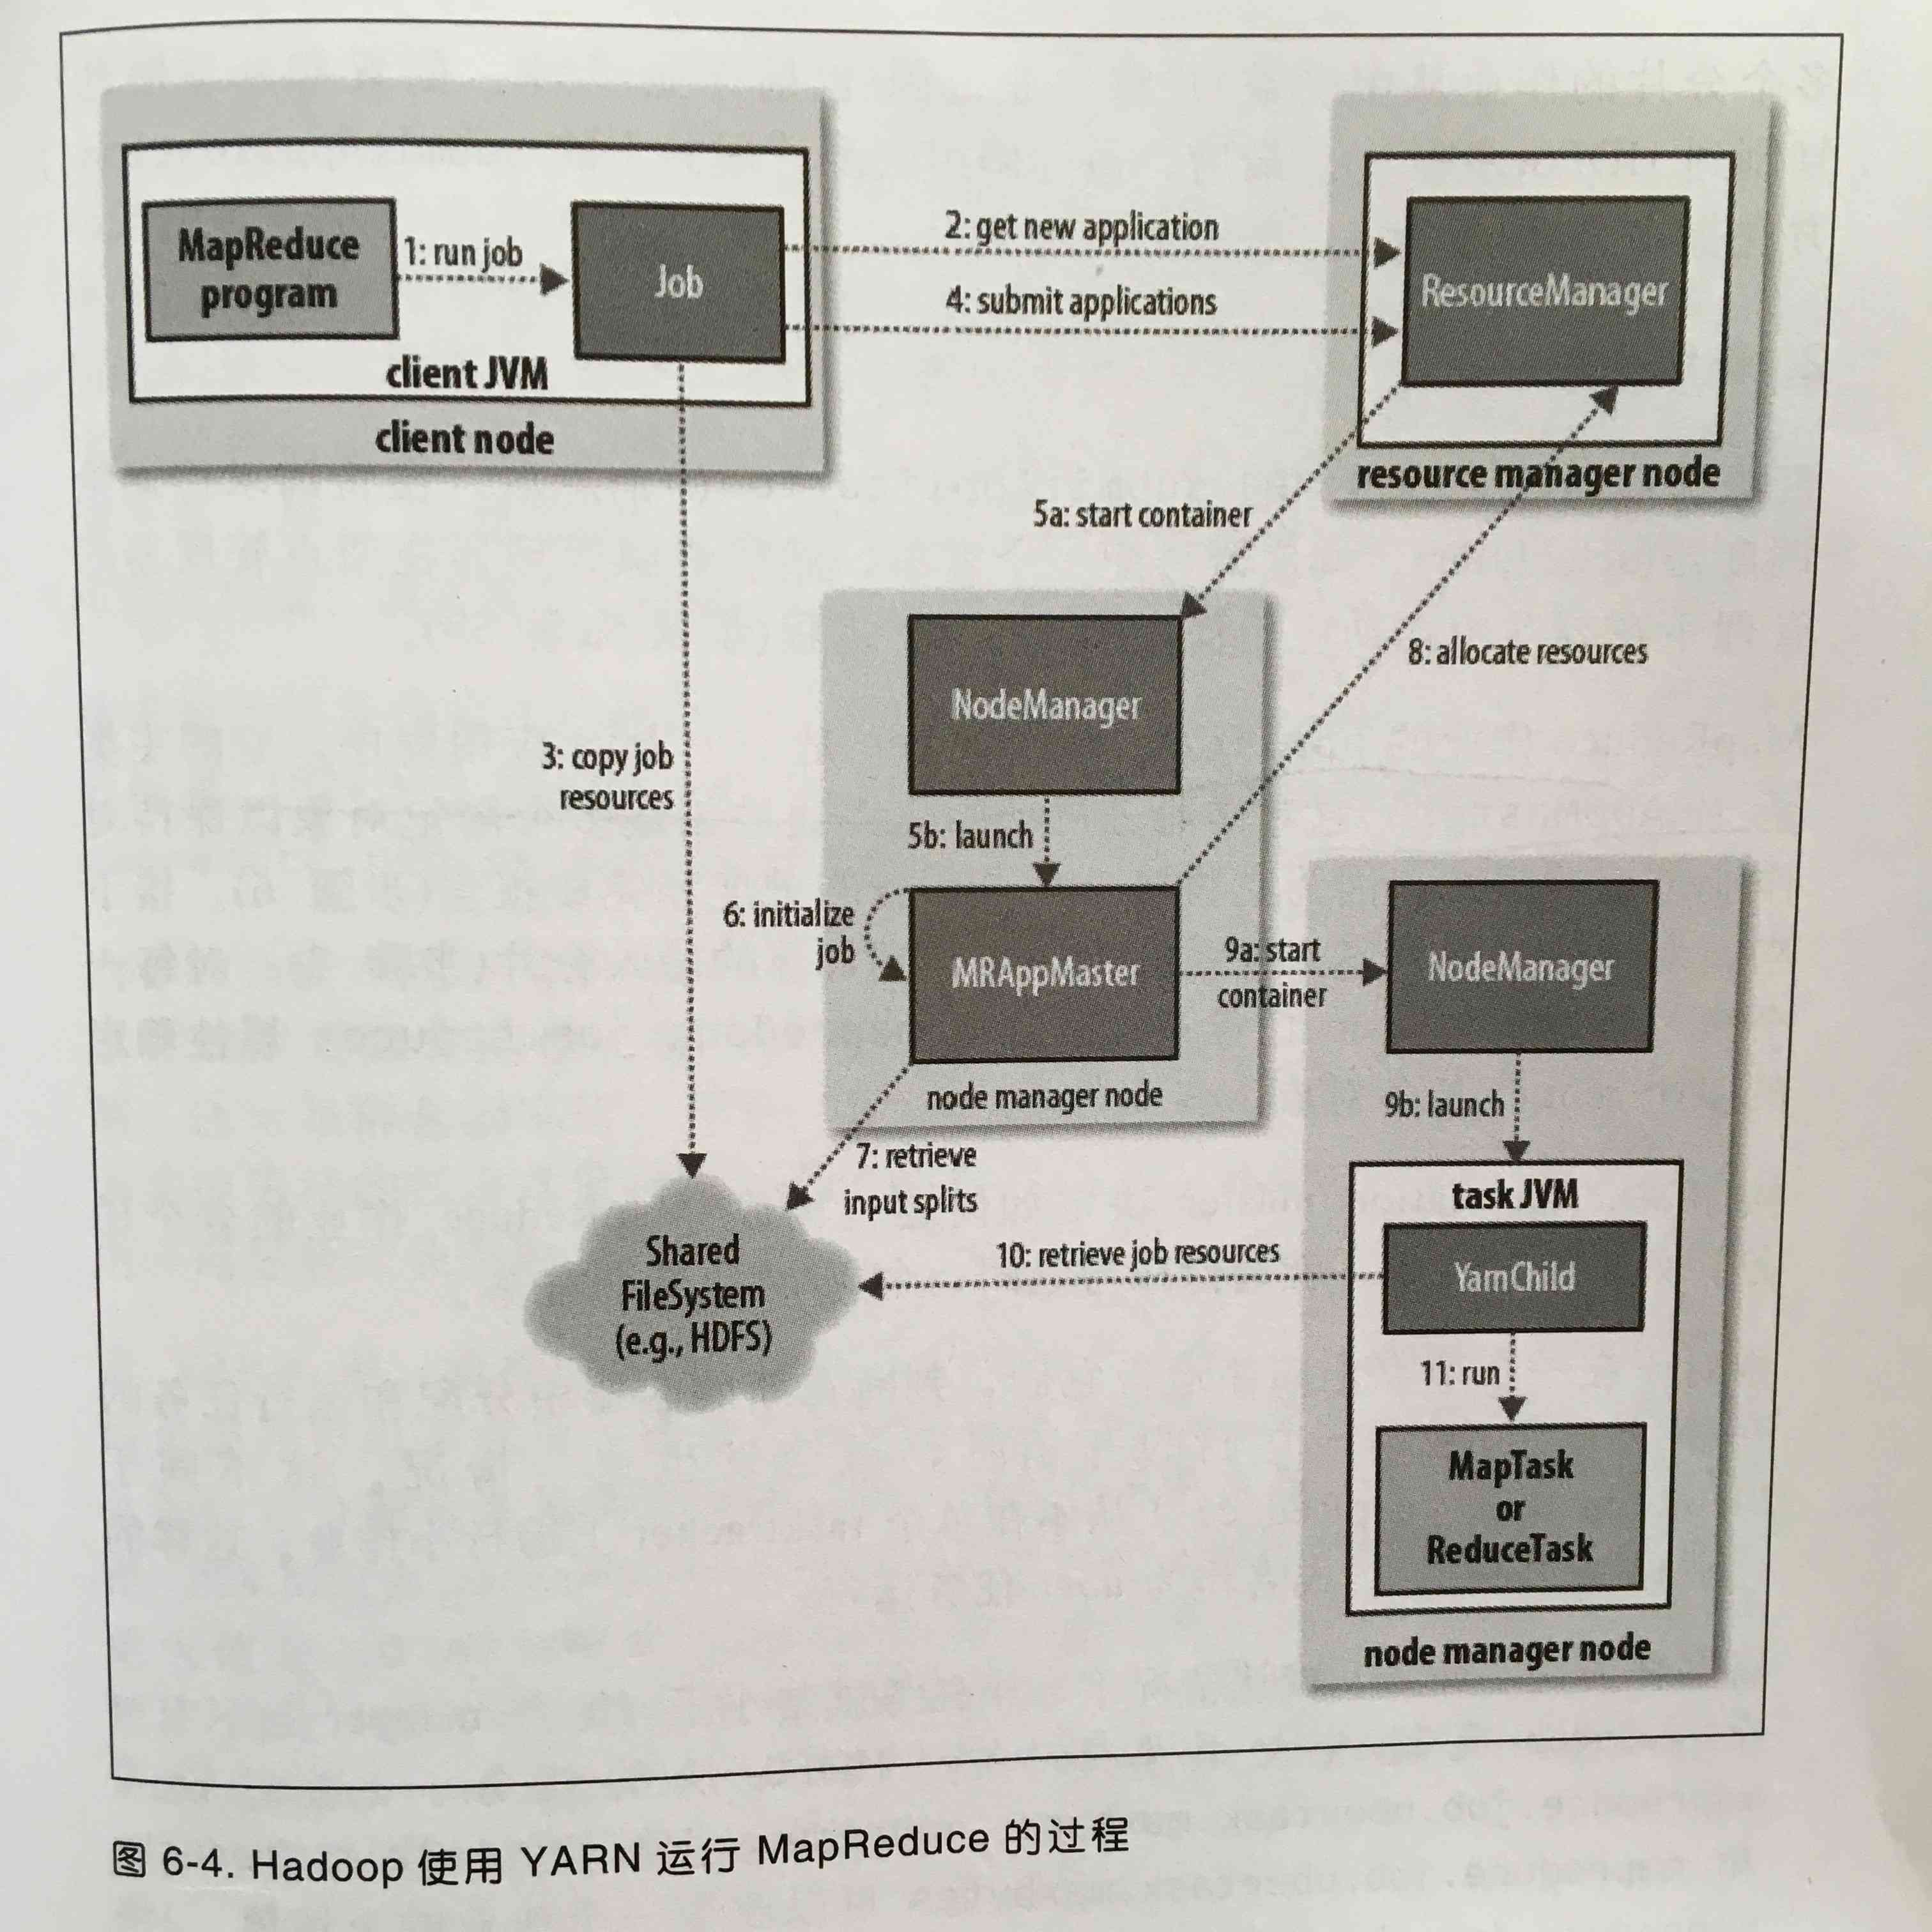 MapReduce
program
1: run job
Job
client JVM
client node
2: get new application
4: submit applications
ResourceManager
resource manager node
3: copy job
resources
5a: start container
NodeManager
5b: launch
8: allocate resources
6: initialize
job
MRAppMaster
node manager node
9a: start
container
NodeManager
9b: launch
7: retrieve
input splits
task JVM
Shared
FileSystem
(e.g., HDFS)
10: retrieve job resources
YarnChild
11: run
MapTask
or
ReduceTask
node manager node
图 6-4. Hadoop 使用 YARN 运行 MapReduce 的过程